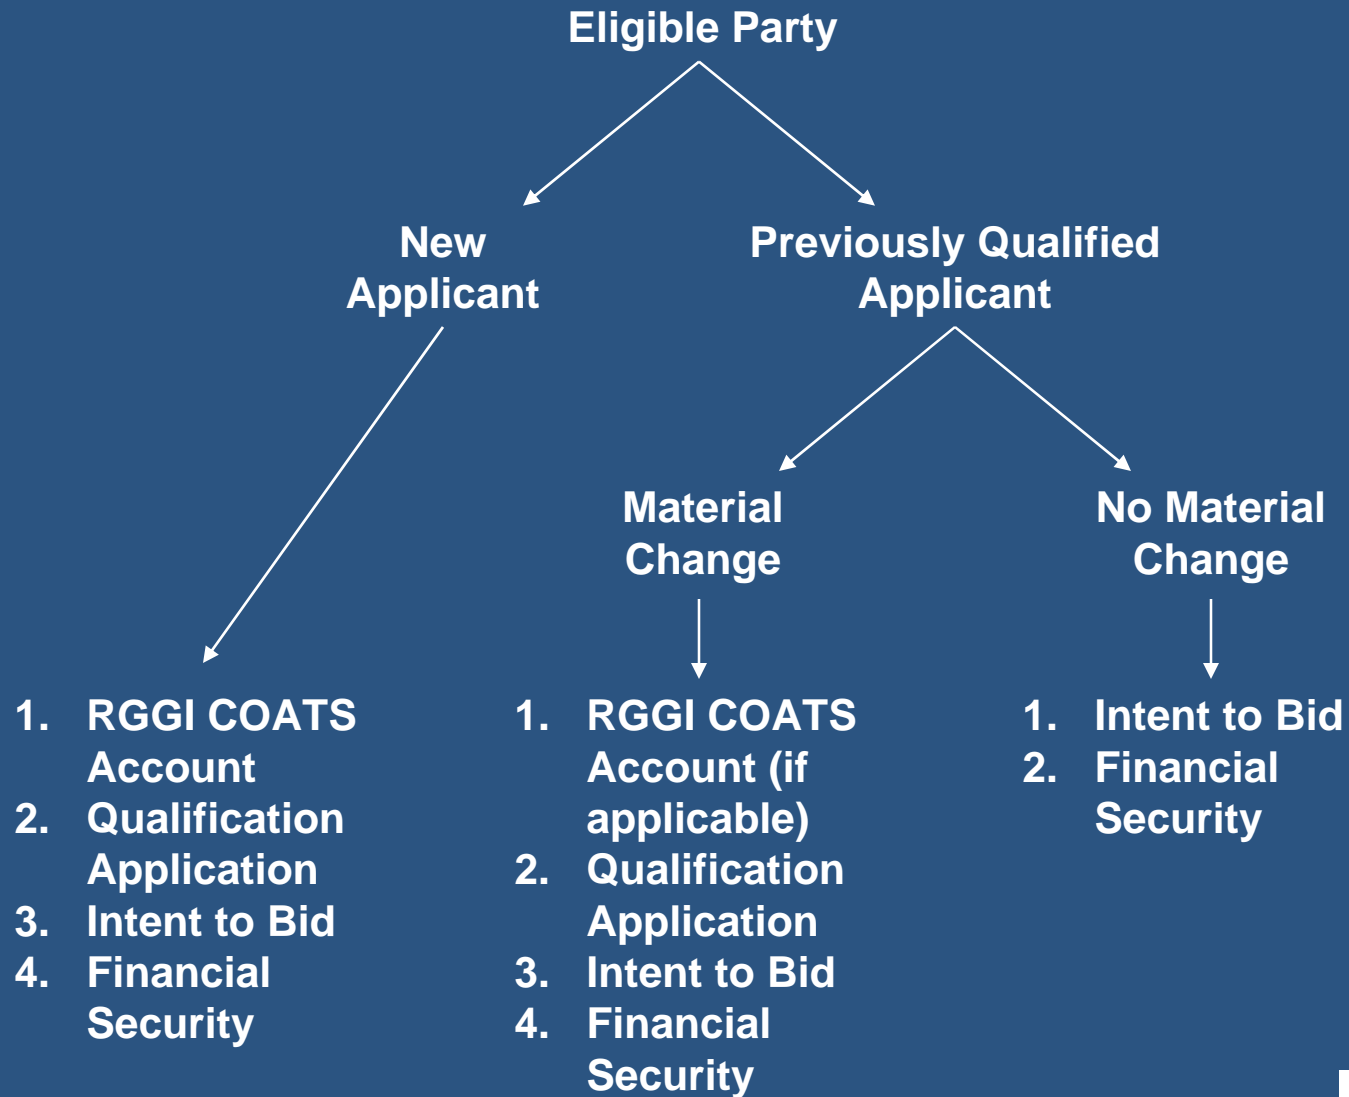 Eligible Party
New
Applicant
Previously Qualified
Applicant
Material
Change
No Material
Change
1. RGGI COATS
Account
2. Qualification
Application
3. Intent to Bid
4. Financial
Security
1. RGGI COATS
Account (if
applicable)
2. Qualification
Application
3. Intent to Bid
4. Financial
Security
1. Intent to Bid
2. Financial
Security